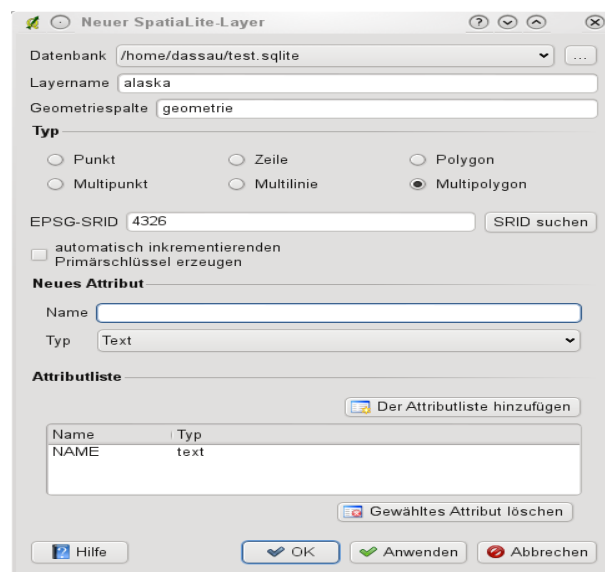 Neuer SpatiaLite-Layer
Datenbank /home/dassau/test.sqlite ...
Layername alaska
Geometriespalte geometrie
Typ
Punkt Zeile Polygon
Multipunkt Multilinie Multipolygon
EPSG-SRID 4326 SRID suchen
automatisch inkrementierenden
Primärschlüssel erzeugen
Neues Attribut
Name
Typ Text
Attributliste
Der Attributliste hinzufügen
Name Typ
NAME text
Gewähltes Attribut löschen
Hilfe OK Anwenden Abbrechen